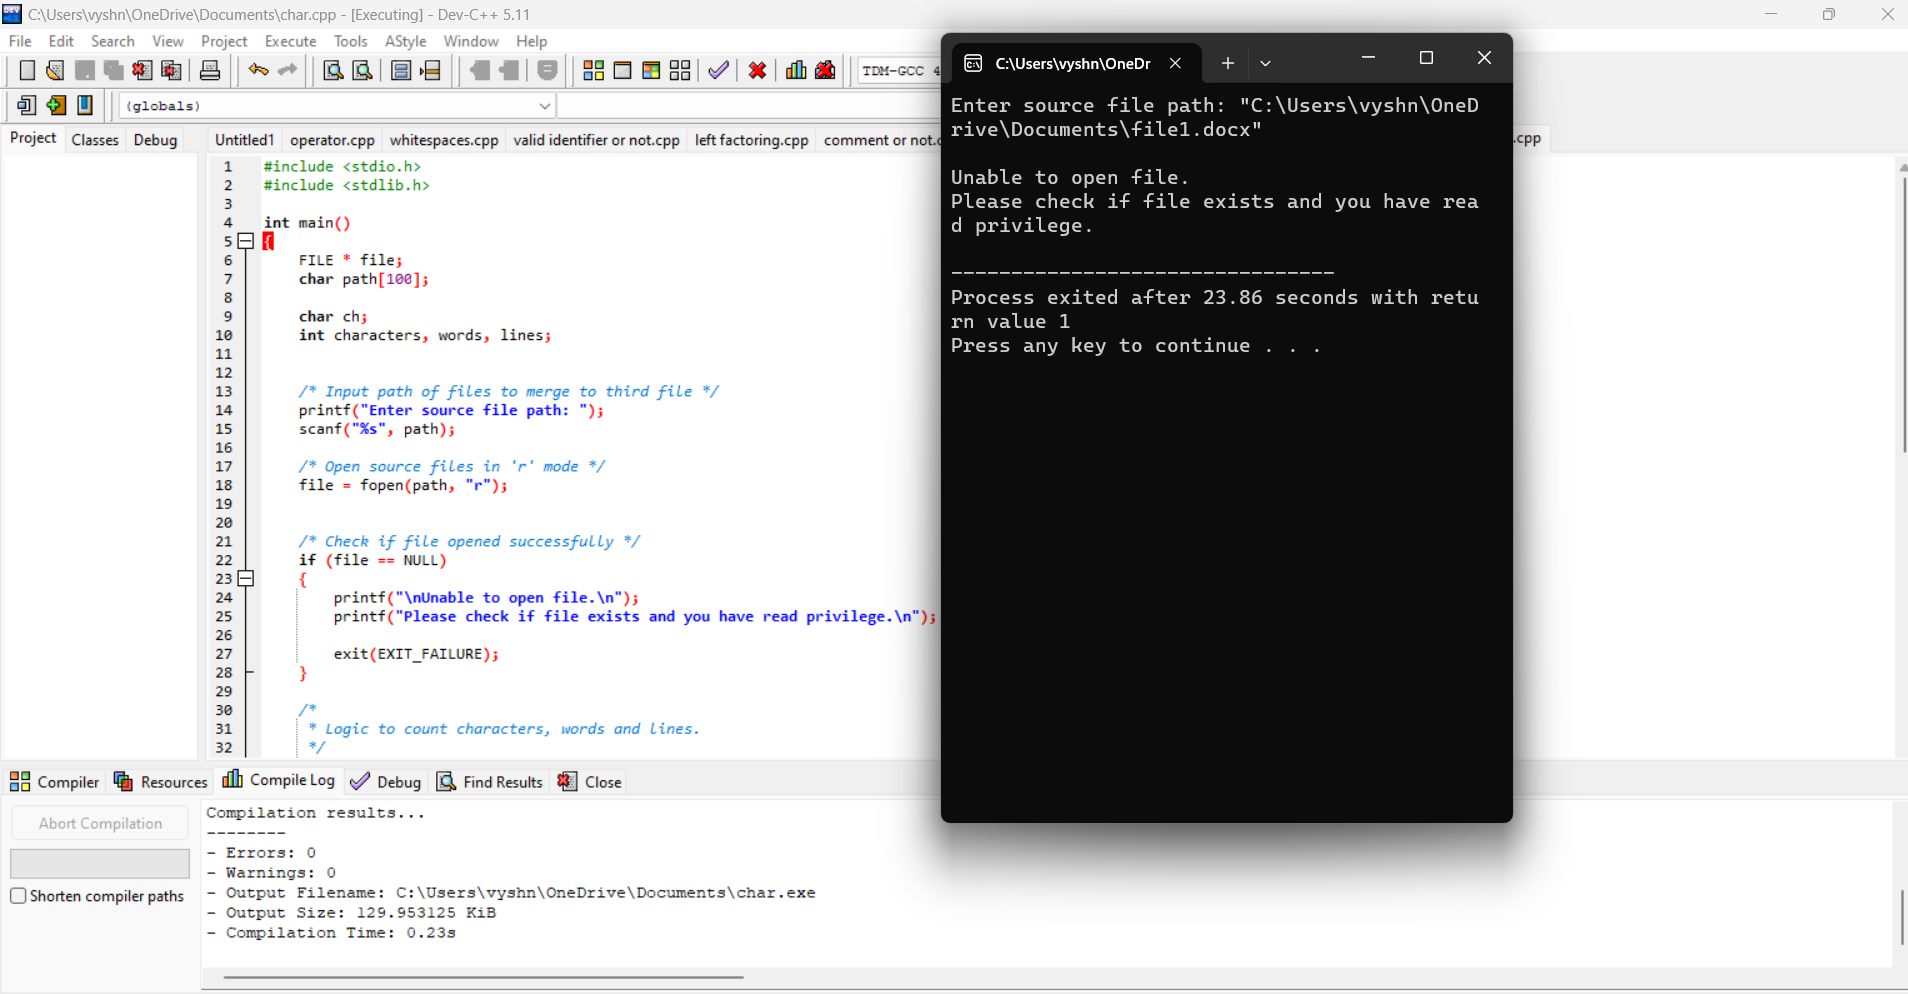 C:\Users\vyshn\OneDrive\Documents\char.cpp - [Executing] - Dev-C++ 5.11
File Edit Search View Project Execute Tools AStyle Window Help
TDM-GCC 4
(globals)
Project Classes Debug
Untitled1 operator.cpp whitespaces.cpp valid identifier or not.cpp left factoring.cpp comment or not.c .cpp
1 #include <stdio.h>
2 #include <stdlib.h>
3
4 int main()
5 {
6 FILE * file;
7 char path[100];
8
9 char ch;
10 int characters, words, lines;
11
12
13 /* Input path of files to merge to third file */
14 printf("Enter source file path: ");
15 scanf("%s", path);
16
17 /* Open source files in 'r' mode */
18 file = fopen(path, "r");
19
20
21 /* Check if file opened successfully */
22 if (file == NULL)
23 {
24 printf("\nUnable to open file.\n");
25 printf("Please check if file exists and you have read privilege.\n");
26
27 exit(EXIT_FAILURE);
28 }
29
30 /*
31 * Logic to count characters, words and lines.
32 */
C:\Users\vyshn\OneDr
Enter source file path: "C:\Users\vyshn\OneD
rive\Documents\file1.docx"
Unable to open file.
Please check if file exists and you have rea
d privilege.
--------------------------------
Process exited after 23.86 seconds with retu
rn value 1
Press any key to continue . . .
Compiler Resources Compile Log Debug Find Results Close
Abort Compilation
Shorten compiler paths
Compilation results...
--------
- Errors: 0
- Warnings: 0
- Output Filename: C:\Users\vyshn\OneDrive\Documents\char.exe
- Output Size: 129.953125 KiB
- Compilation Time: 0.23s